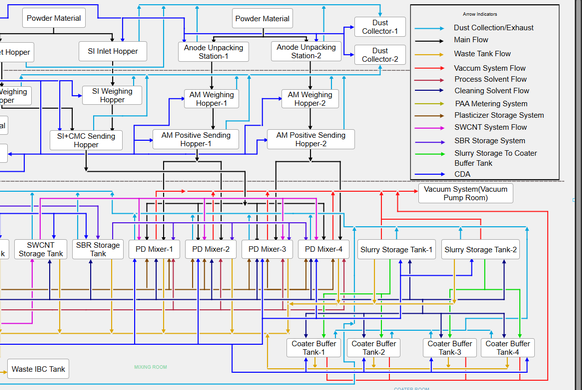 Powder Material
Powder Material
Dust
Collector-1
Inlet Hopper
SI Inlet Hopper
Anode Unpacking
Station-1
Anode Unpacking
Station-2
Dust
Collector-2
SI Weighing
Hopper
AM Weighing
Hopper-1
AM Weighing
Hopper-2
SI+CMC Sending
Hopper
AM Positive Sending
Hopper-1
AM Positive Sending
Hopper-2
Arrow Indicators
Dust Collection/Exhaust
Main Flow
Waste Tank Flow
Vacuum System Flow
Process Solvent Flow
Cleaning Solvent Flow
PAA Metering System
Plasticizer Storage System
SWCNT System Flow
SBR Storage System
Slurry Storage To Coater
Buffer Tank
CDA
Vacuum System(Vacuum
Pump Room)
SWCNT
Storage Tank
SBR Storage
Tank
PD Mixer-1
PD Mixer-2
PD Mixer-3
PD Mixer-4
Slurry Storage Tank-1
Slurry Storage Tank-2
Coater Buffer
Tank-1
Coater Buffer
Tank-2
Coater Buffer
Tank-3
Coater Buffer
Tank-4
Waste IBC Tank
MIXING ROOM
COATER ROOM